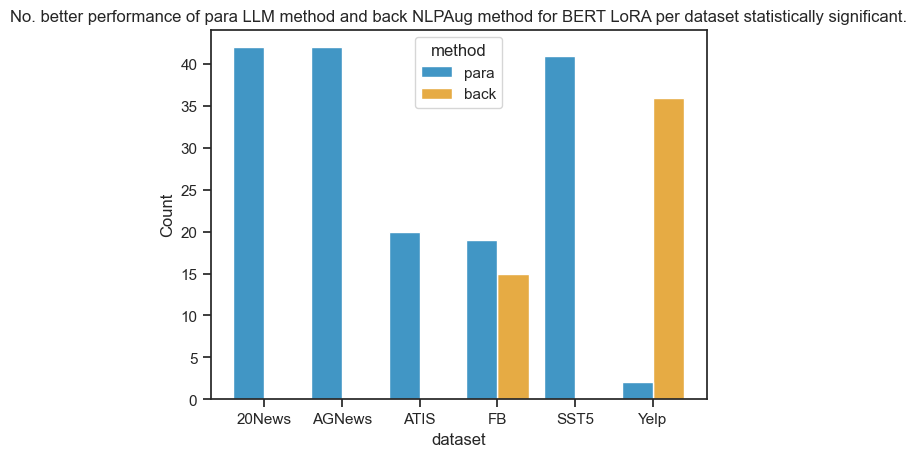 No. better performance of para LLM method and back NLPAug method for BERT LoRA per dataset statistically significant.
method
para
back
40
35
30
25
20
15
10
5
0
Count
20News AGNews ATIS FB SST5 Yelp
dataset